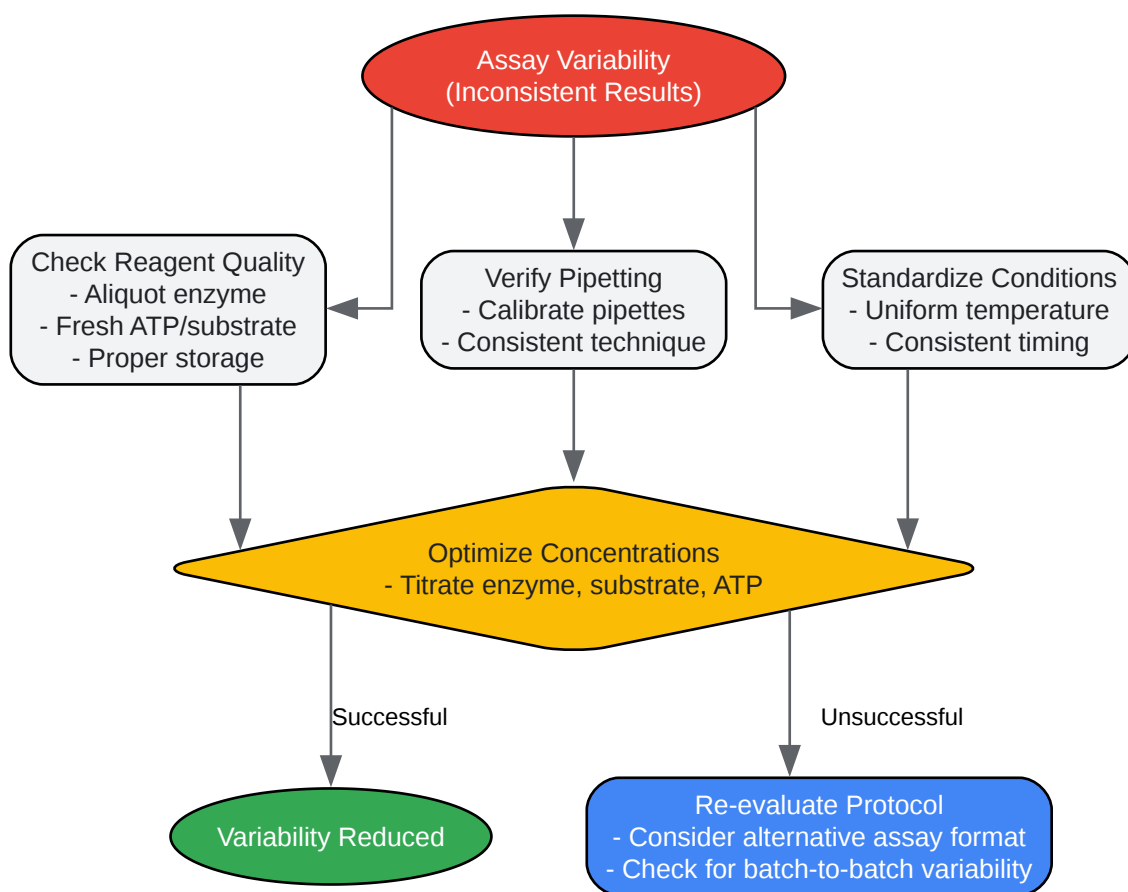 Assay Variability
(Inconsistent Results)
Check Reagent Quality
- Aliquot enzyme
- Fresh ATP/substrate
- Proper storage
Verify Pipetting
- Calibrate pipettes
- Consistent technique
Standardize Conditions
- Uniform temperature
- Consistent timing
Optimize Concentrations
- Titrate enzyme, substrate, ATP
Successful
Unsuccessful
Variability Reduced
Re-evaluate Protocol
- Consider alternative assay format
- Check for batch-to-batch variability